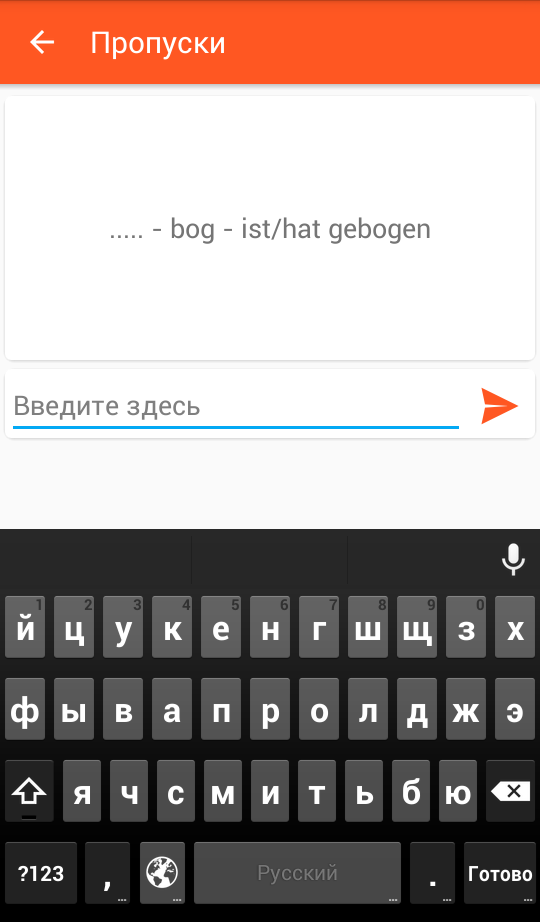 Пропуски
..... - bog - ist/hat gebogen
Введите здесь
1 2 3 4 5 6 7 8 9 0
й ц у к е н г ш щ з х
ф ы в а п р о л д ж э
я ч с м и т ь б ю
?123 , Русский . Готово